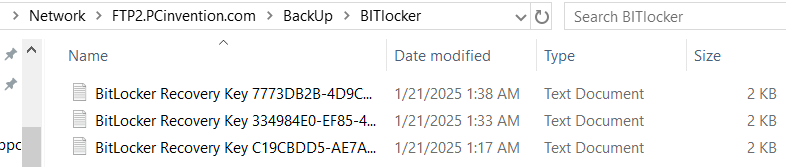 Network > FTP2.PCinvention.com > BackUp > BITlocker
Search BITlocker
Name Date modified Type Size
BitLocker Recovery Key 7773DB2B-4D9C... 1/21/2025 1:38 AM Text Document 2 KB
BitLocker Recovery Key 334984E0-EF85-4... 1/21/2025 1:33 AM Text Document 2 KB
BitLocker Recovery Key C19CBDD5-AE7A... 1/21/2025 1:17 AM Text Document 2 KB